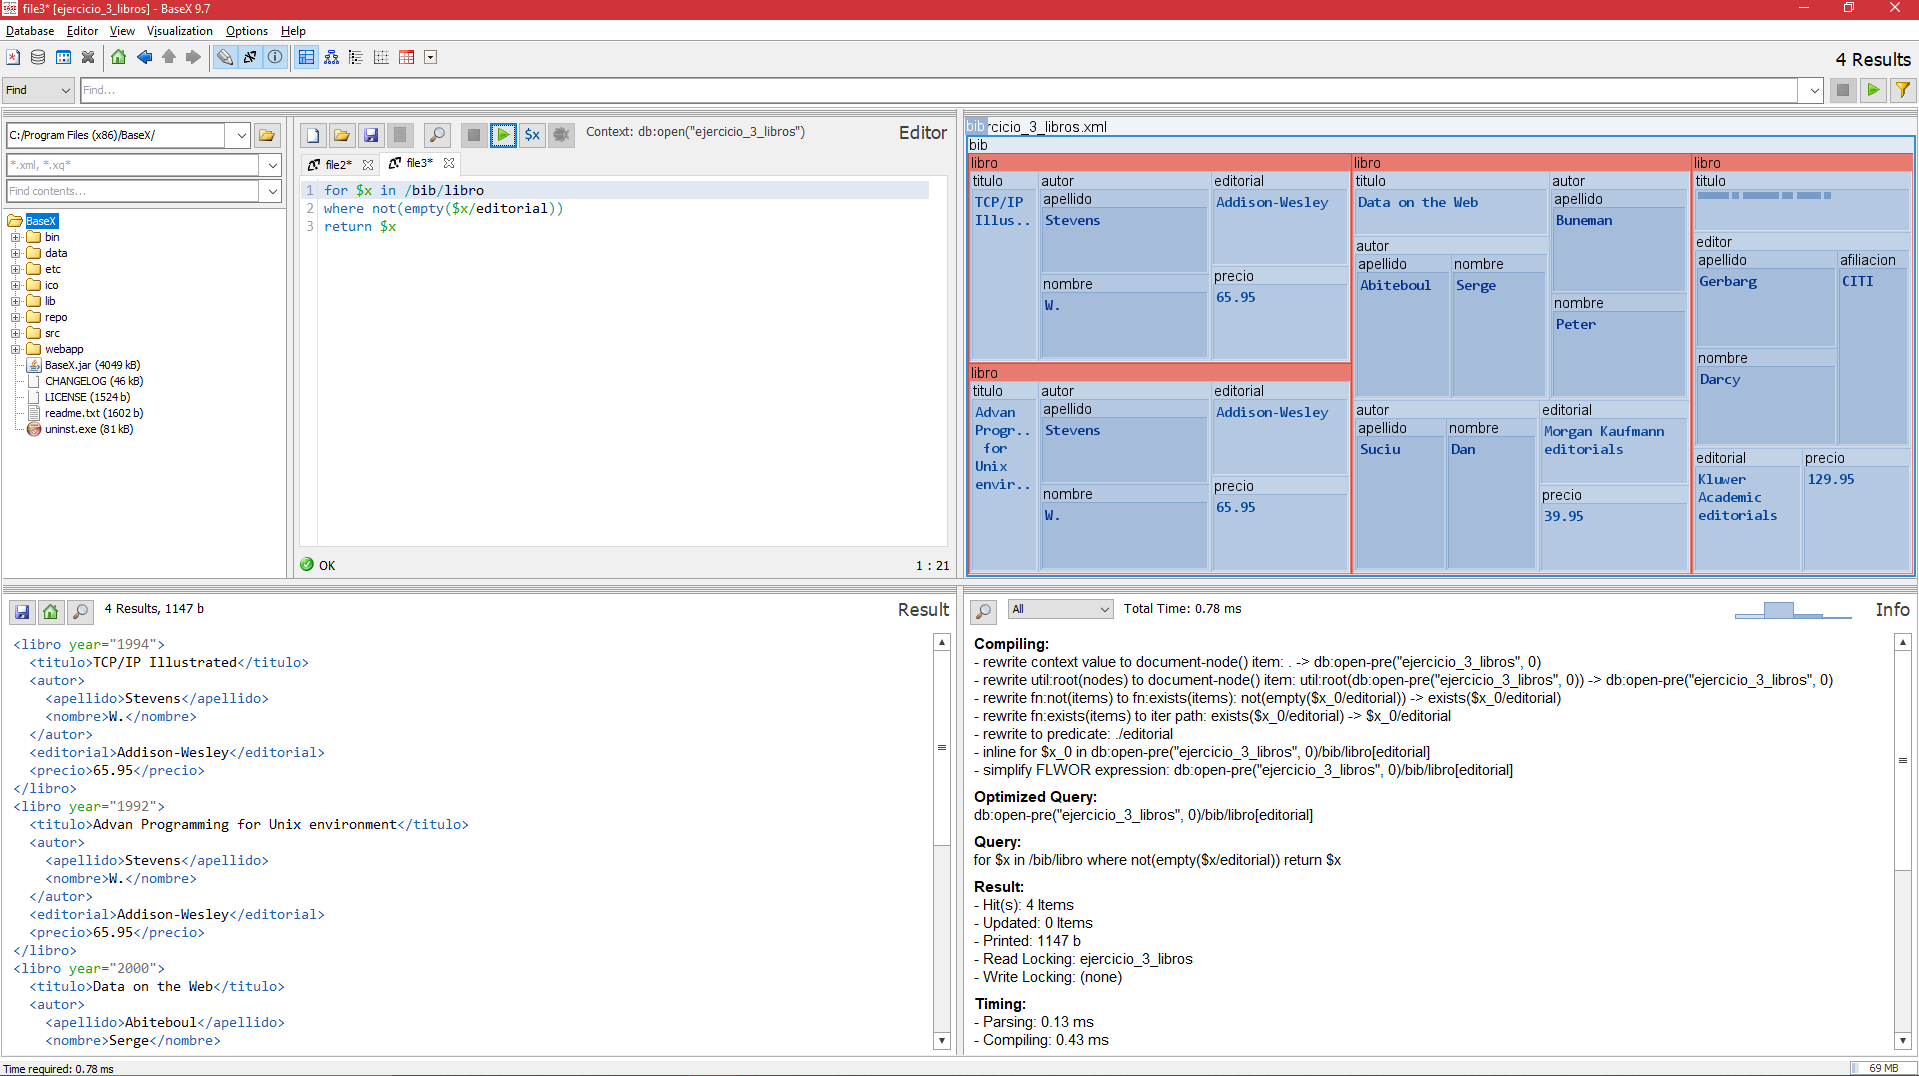 file3* [ejercicio_3_libros] - BaseX 9.7
Database Editor View Visualization Options Help
4 Results
Find
Find...
C:/Program Files (x86)/BaseX/
*.xml, *.xq*
Find contents...
BaseX
bin
data
etc
ico
lib
repo
src
webapp
BaseX.jar (4049 kB)
CHANGELOG (46 kB)
LICENSE (1524 b)
readme.txt (1602 b)
uninst.exe (81 kB)
$x
Context: db:open("ejercicio_3_libros")
Editor
file2*
file3*
1 for $x in /bib/libro
2 where not(empty($x/editorial))
3 return $x
OK
1 : 21
bib rcicio_3_libros.xml
bib
libro
titulo
TCP/IP
Illus..
autor
apellido
Stevens
nombre
W.
editorial
Addison-Wesley
precio
65.95
libro
titulo
Advan
Progr..
for
Unix
envir..
autor
apellido
Stevens
nombre
W.
editorial
Addison-Wesley
precio
65.95
libro
titulo
Data on the Web
autor
apellido
Abiteboul
nombre
Serge
autor
apellido
Buneman
nombre
Peter
autor
apellido
Suciu
nombre
Dan
editorial
Morgan Kaufmann
editorials
precio
39.95
libro
titulo
editor
apellido
Gerbarg
nombre
Darcy
afiliacion
CITI
editorial
Kluwer
Academic
editorials
precio
129.95
4 Results, 1147 b
Result
<libro year="1994">
<titulo>TCP/IP Illustrated</titulo>
<autor>
<apellido>Stevens</apellido>
<nombre>W.</nombre>
</autor>
<editorial>Addison-Wesley</editorial>
<precio>65.95</precio>
</libro>
<libro year="1992">
<titulo>Advan Programming for Unix environment</titulo>
<autor>
<apellido>Stevens</apellido>
<nombre>W.</nombre>
</autor>
<editorial>Addison-Wesley</editorial>
<precio>65.95</precio>
</libro>
<libro year="2000">
<titulo>Data on the Web</titulo>
<autor>
<apellido>Abiteboul</apellido>
<nombre>Serge</nombre>
All
Total Time: 0.78 ms
Info
Compiling:
- rewrite context value to document-node() item: . -> db:open-pre("ejercicio_3_libros", 0)
- rewrite util:root(nodes) to document-node() item: util:root(db:open-pre("ejercicio_3_libros", 0)) -> db:open-pre("ejercicio_3_libros", 0)
- rewrite fn:not(items) to fn:exists(items): not(empty($x_0/editorial)) -> exists($x_0/editorial)
- rewrite fn:exists(items) to iter path: exists($x_0/editorial) -> $x_0/editorial
- rewrite to predicate: ./editorial
- inline for $x_0 in db:open-pre("ejercicio_3_libros", 0)/bib/libro[editorial]
- simplify FLWOR expression: db:open-pre("ejercicio_3_libros", 0)/bib/libro[editorial]
Optimized Query:
db:open-pre("ejercicio_3_libros", 0)/bib/libro[editorial]
Query:
for $x in /bib/libro where not(empty($x/editorial)) return $x
Result:
- Hit(s): 4 Items
- Updated: 0 Items
- Printed: 1147 b
- Read Locking: ejercicio_3_libros
- Write Locking: (none)
Timing:
- Parsing: 0.13 ms
- Compiling: 0.43 ms
Time required: 0.78 ms
69 MB